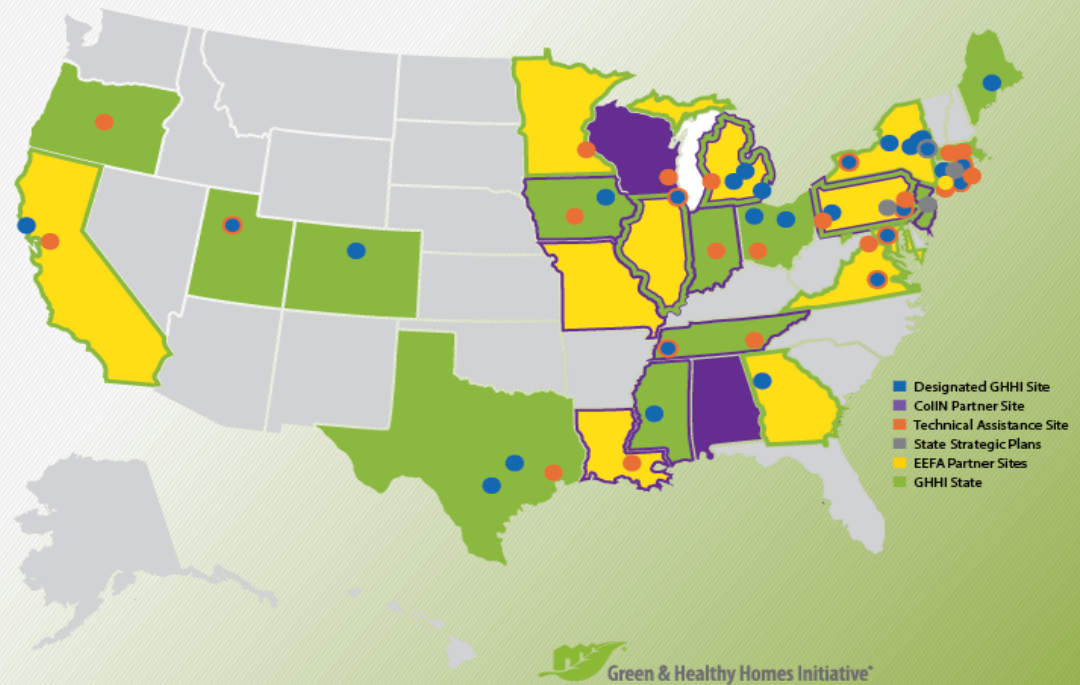 Designated GHHI Site
CoIIN Partner Site
Technical Assistance Site
State Strategic Plans
EEFA Partner Sites
GHHI State
Green & Healthy Homes Initiative®